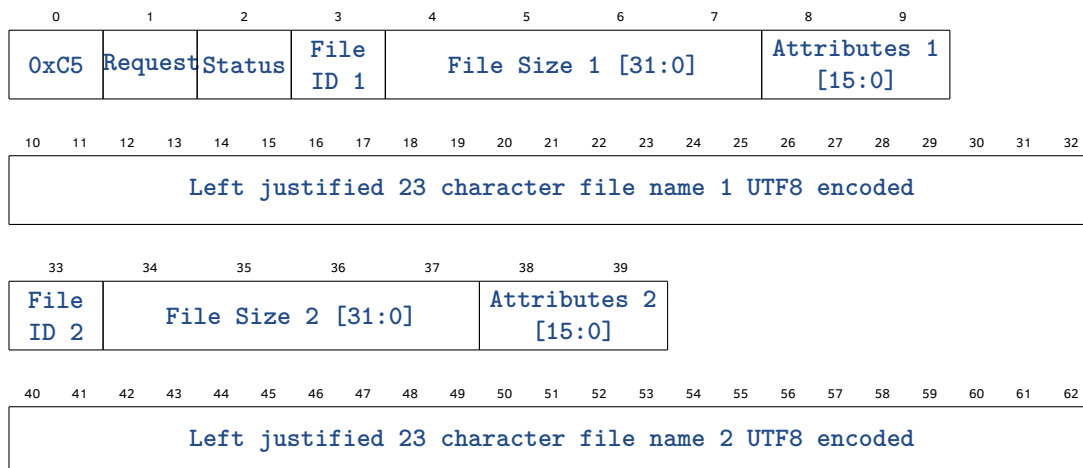 0 1 2 3 4 5 6 7 8 9
0xC5 Request Status File ID 1 File Size 1 [31:0] Attributes 1 [15:0]
10 11 12 13 14 15 16 17 18 19 20 21 22 23 24 25 26 27 28 29 30 31 32
Left justified 23 character file name 1 UTF8 encoded
33 34 35 36 37 38 39
File ID 2 File Size 2 [31:0] Attributes 2 [15:0]
40 41 42 43 44 45 46 47 48 49 50 51 52 53 54 55 56 57 58 59 60 61 62
Left justified 23 character file name 2 UTF8 encoded